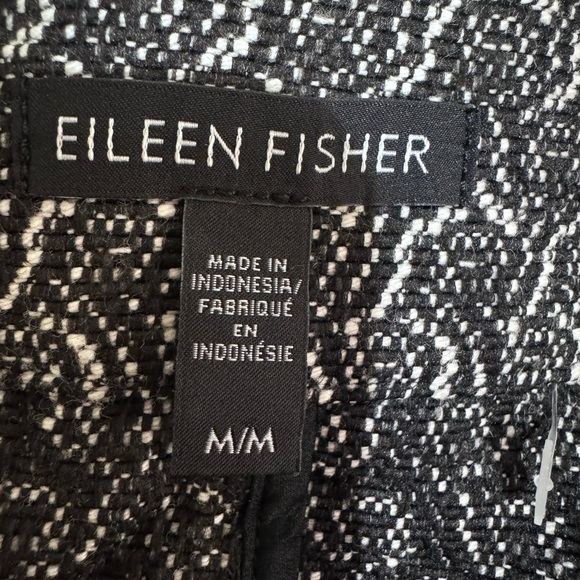 EILEEN FISHER
MADE IN
INDONESIA/
FABRIQUÉ
EN
INDONÉSIE
M/M